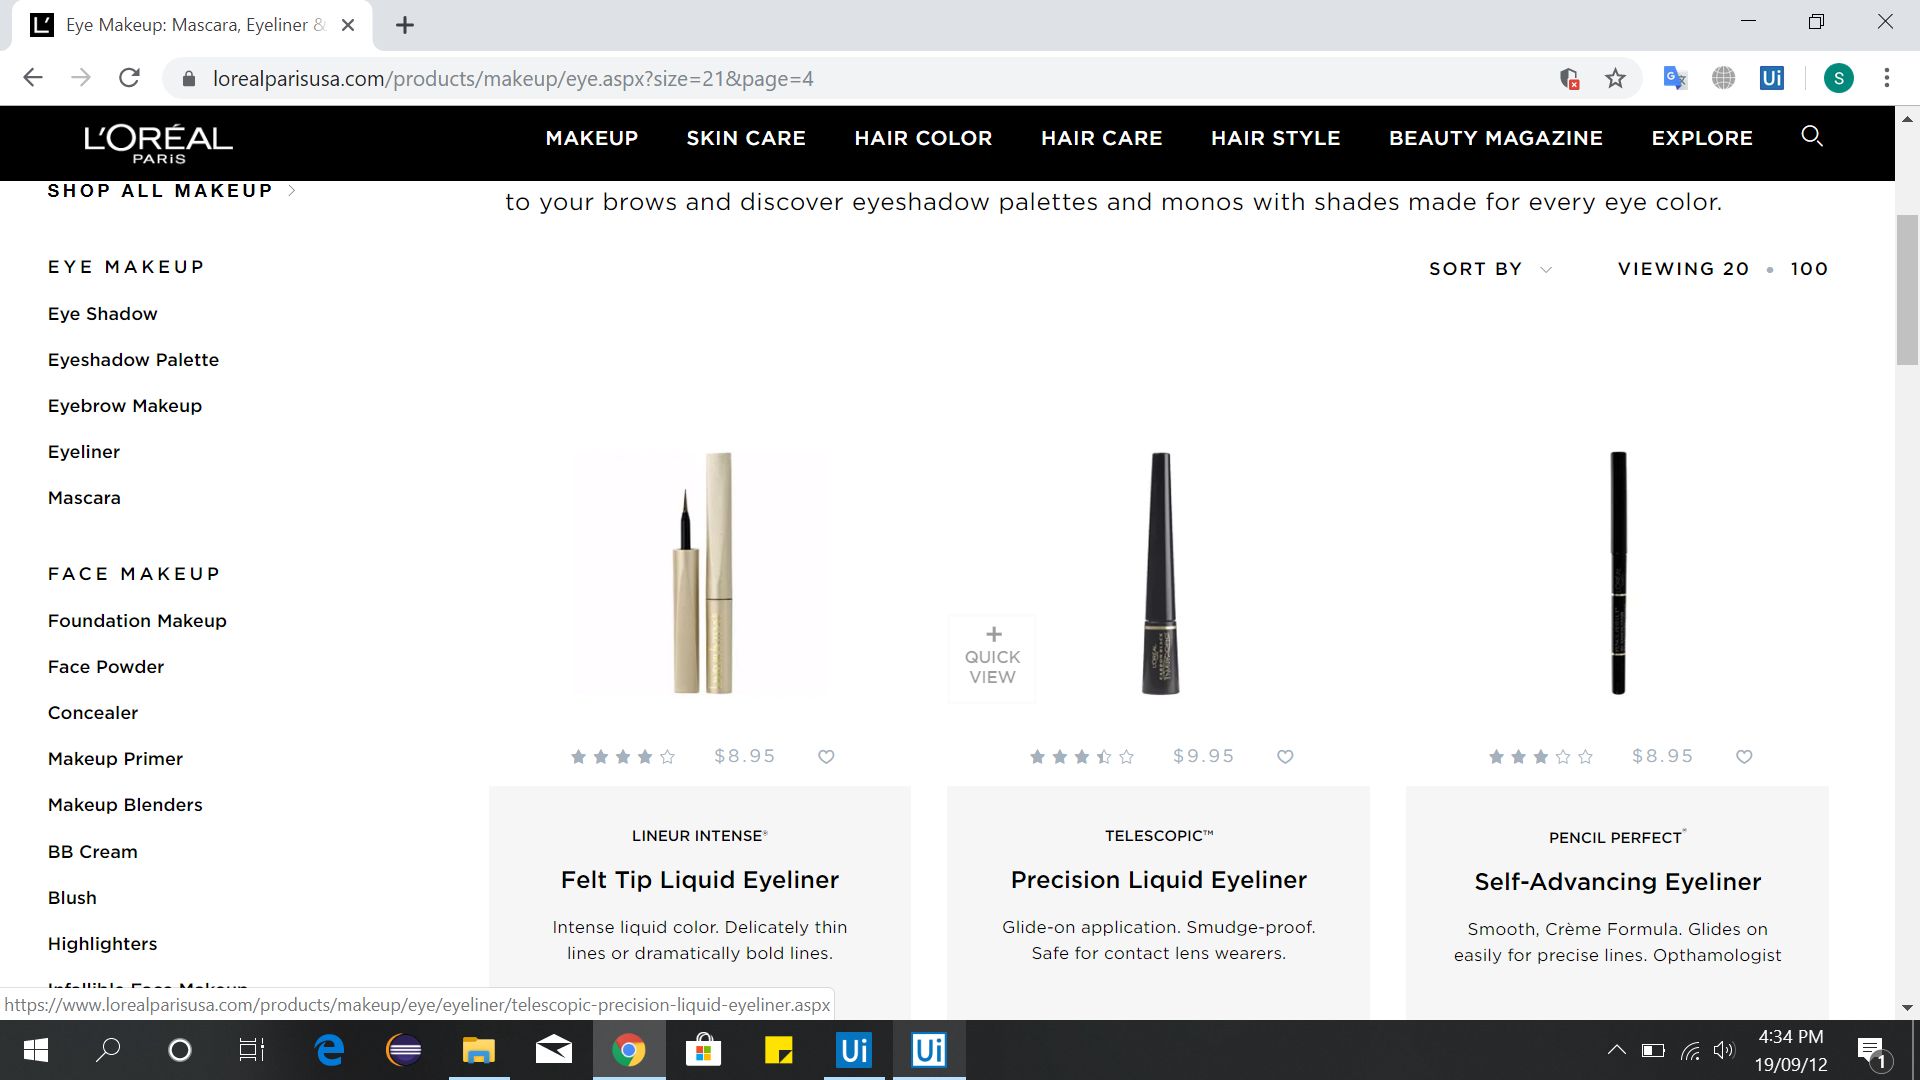 Eye Makeup: Mascara, Eyeliner &
lorealparisusa.com/products/makeup/eye.aspx?size=21&page=4
Ui
S
L'ORÉAL
PARIS
MAKEUP
SKIN CARE
HAIR COLOR
HAIR CARE
HAIR STYLE
BEAUTY MAGAZINE
EXPLORE
SHOP ALL MAKEUP
to your brows and discover eyeshadow palettes and monos with shades made for every eye color.
SORT BY
VIEWING 20 • 100
EYE MAKEUP
Eye Shadow
Eyeshadow Palette
Eyebrow Makeup
Eyeliner
Mascara
FACE MAKEUP
Foundation Makeup
Face Powder
Concealer
Makeup Primer
Makeup Blenders
BB Cream
Blush
Highlighters
Infallible Face Makeup
+
QUICK
VIEW
$8.95
$9.95
$8.95
LINEUR INTENSE®
Felt Tip Liquid Eyeliner
Intense liquid color. Delicately thin
lines or dramatically bold lines.
TELESCOPIC™
Precision Liquid Eyeliner
Glide-on application. Smudge-proof.
Safe for contact lens wearers.
PENCIL PERFECT®
Self-Advancing Eyeliner
Smooth, Crème Formula. Glides on
easily for precise lines. Opthamologist
https://www.lorealparisusa.com/products/makeup/eye/eyeliner/telescopic-precision-liquid-eyeliner.aspx
Ui
Ui
4:34 PM
19/09/12
1